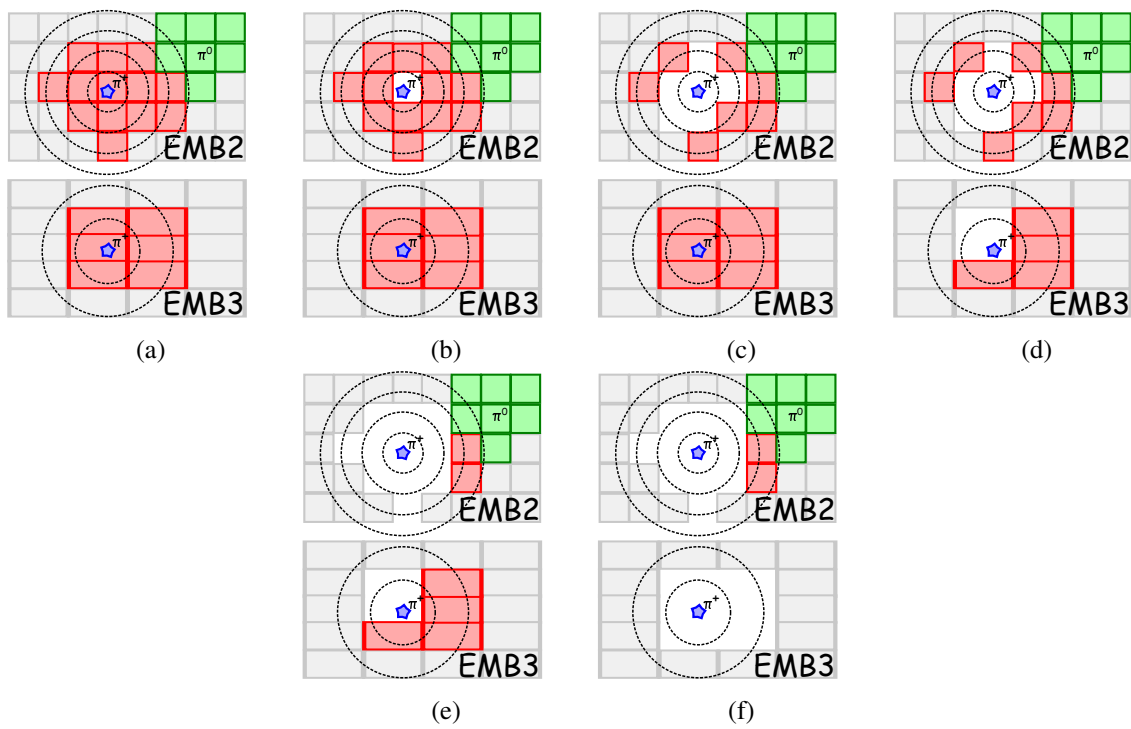 π⁰ π⁰ π⁰ π⁰
π⁺ π⁺ π⁺ π⁺
EMB2 EMB2 EMB2 EMB2
π⁺ π⁺ π⁺ π⁺
EMB3 EMB3 EMB3 EMB3
(a) (b) (c) (d)
π⁰ π⁰
π⁺ π⁺
EMB2 EMB2
π⁺ π⁺
EMB3 EMB3
(e) (f)